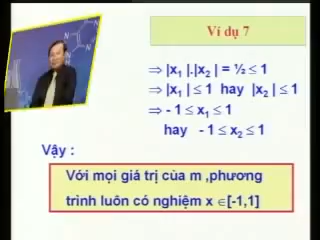 Ví dụ 7
⇒ |x₁ |.|x₂ | = ½ ≤ 1
⇒ |x₁ | ≤ 1 hay |x₂ | ≤ 1
⇒ - 1 ≤ x₁ ≤ 1
hay - 1 ≤ x₂ ≤ 1
Vậy :
Với mọi giá trị của m ,phương
trình luôn có nghiệm x ∈[-1,1]